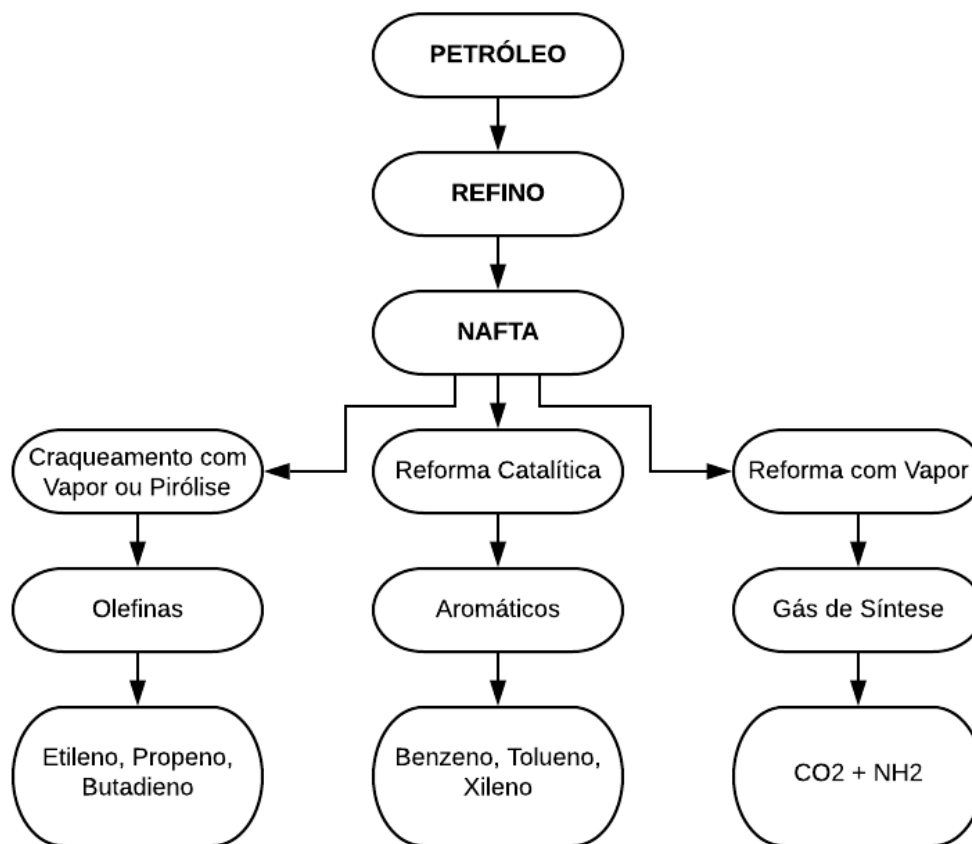 PETRÓLEO
REFINO
NAFTA
Craqueamento com
Vapor ou Pirólise
Reforma Catalítica
Reforma com Vapor
Olefinas
Aromáticos
Gás de Síntese
Etileno, Propeno,
Butadieno
Benzeno, Tolueno,
Xileno
CO2 + NH2